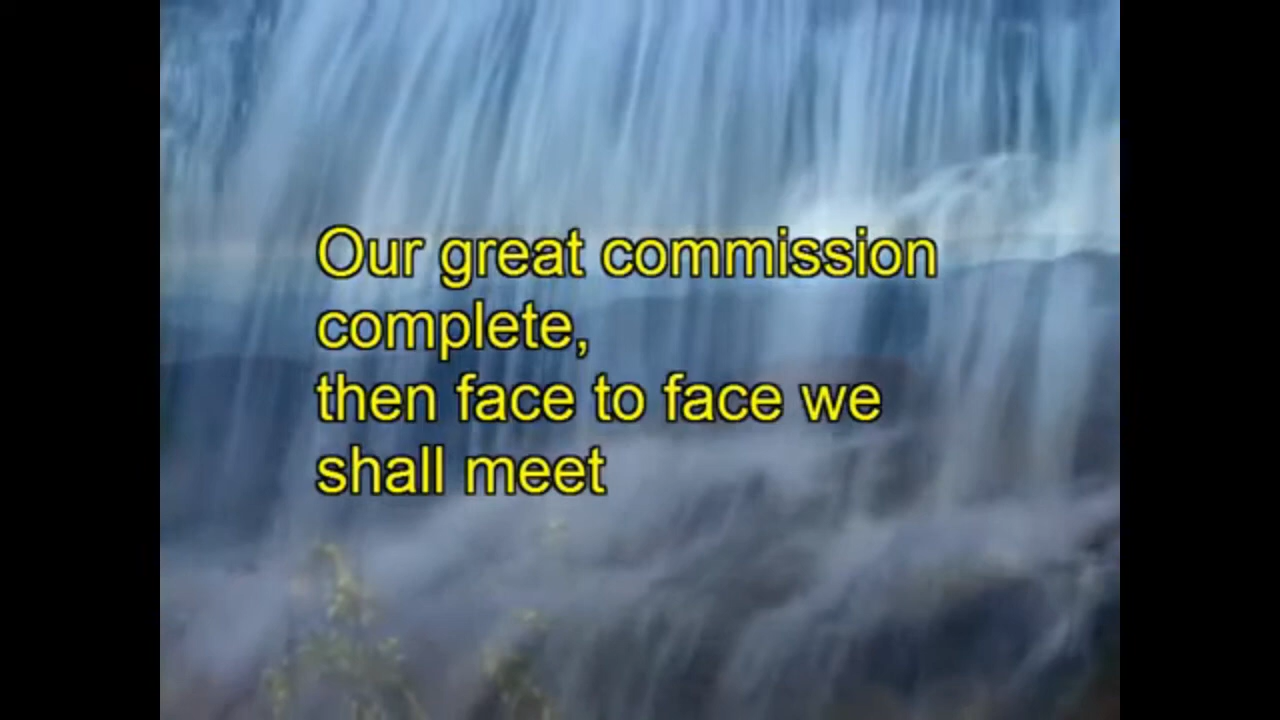 Our great commission
complete,
then face to face we
shall meet